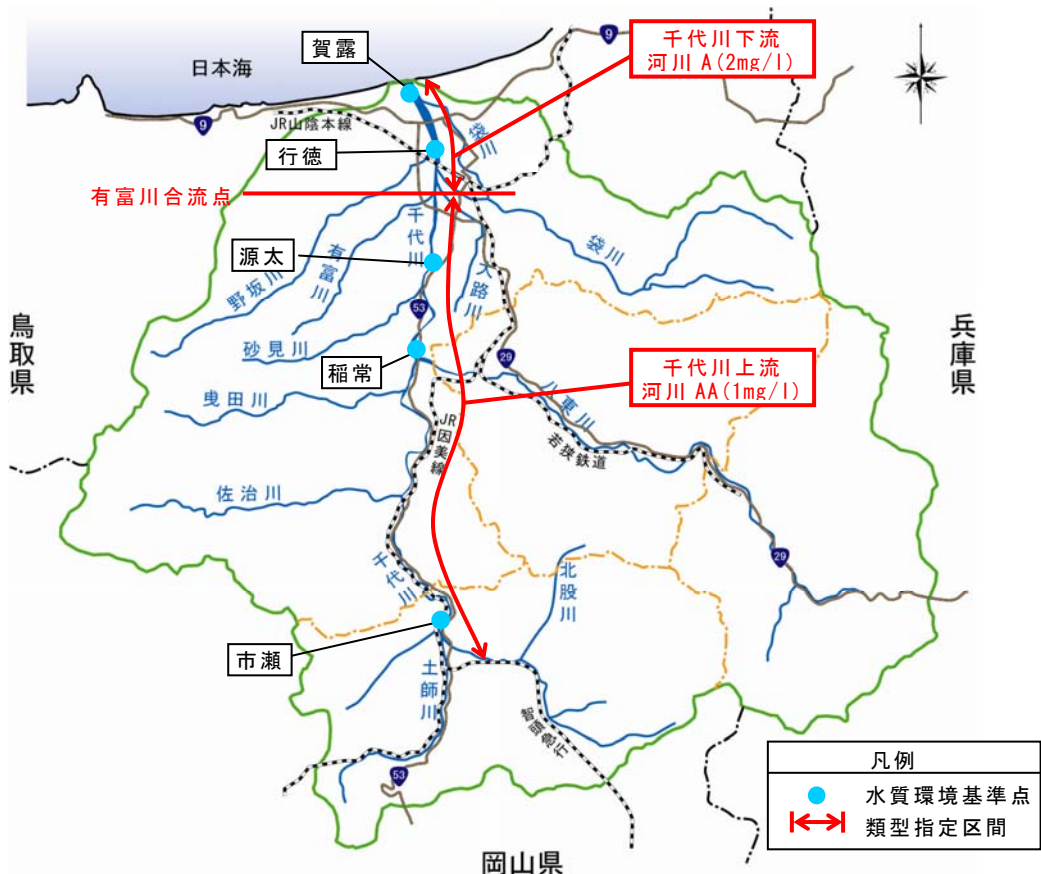 千代川下流
河川 A(2mg/l)
賀露
日本海
9
9
JR山陰本線
袋川
行徳
有富川合流点
千代川
源太
有富川
野坂川
大路川
袋川
53
鳥取県
兵庫県
砂見川
稲常
29
千代川上流
河川 AA(1mg/l)
八東川
曳田川
JR因美線
若狭鉄道
佐治川
29
千代川
北股川
市瀬
土師川
智頭急行
53
凡例
水質環境基準点
類型指定区間
岡山県